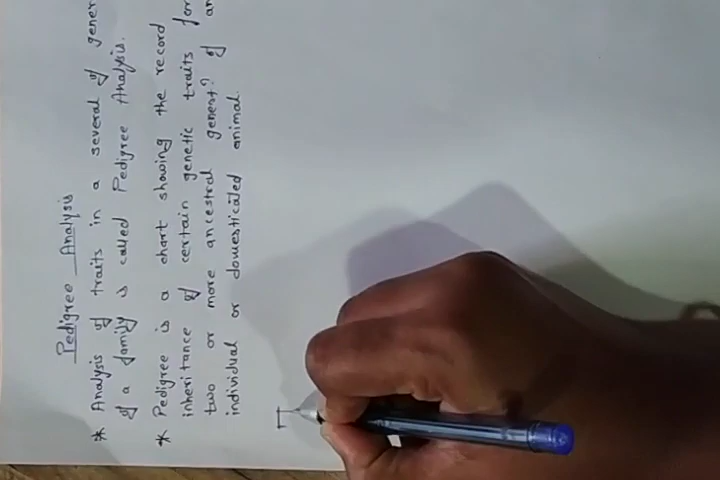 Pedigree Analysis
* Analysis of traits in a several of gener
of a family is called Pedigree Analysis.
* Pedigree is a chart showing the record
inheritance of certain genetic traits for
two or more ancestral generⁿ of an
individual or domesticated animal.